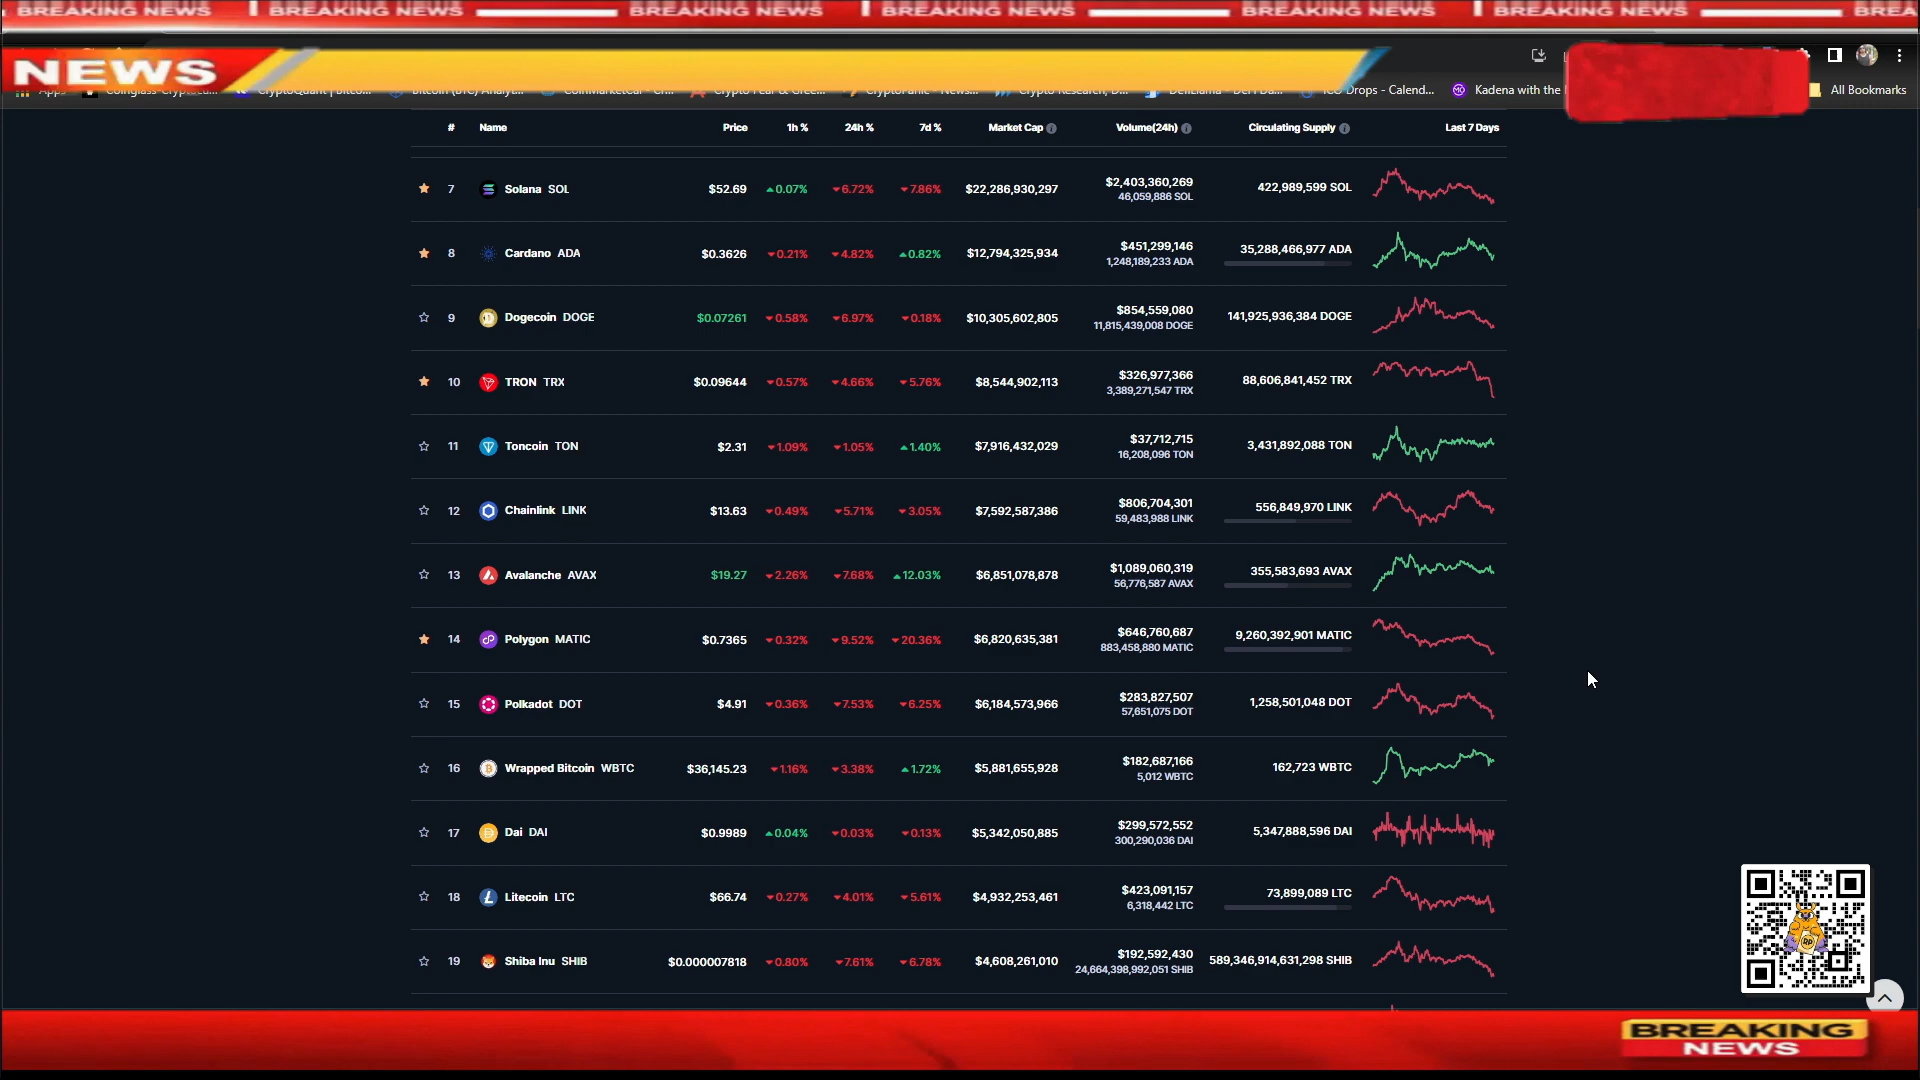 BREAKING NEWS BREAKING NEWS BREAKING NEWS BREAKING NEWS BREAKING NEWS BREAKING NEWS BREA
NEWS
Apps CryptoQuant | Bitco... Bitcoin (BTC) Analyt... CoinMarketCap - Cr... Crypto Fear & Gree... CryptoPanic - News... Crypto Research, D... DefiLlama - DeFi Da... ICO Drops - Calend... Kadena with the All Bookmarks
# Name Price 1h % 24h % 7d % Market Cap Volume(24h) Circulating Supply Last 7 Days
7 Solana SOL $52.69 0.07% 6.72% 7.86% $22,286,930,297 $2,403,360,269 422,989,599 SOL
46,059,886 SOL
8 Cardano ADA $0.3626 0.21% 4.82% 0.82% $12,794,325,934 $451,299,146 35,288,466,977 ADA
1,248,189,233 ADA
9 Dogecoin DOGE $0.07261 0.58% 6.97% 0.18% $10,305,602,805 $854,559,080 141,925,936,384 DOGE
11,815,439,008 DOGE
10 TRON TRX $0.09644 0.57% 4.66% 5.76% $8,544,902,113 $326,977,366 88,606,841,452 TRX
3,389,271,547 TRX
11 Toncoin TON $2.31 1.09% 1.05% 1.40% $7,916,432,029 $37,712,715 3,431,892,088 TON
16,208,096 TON
12 Chainlink LINK $13.63 0.49% 5.71% 3.05% $7,592,587,386 $806,704,301 556,849,970 LINK
59,483,988 LINK
13 Avalanche AVAX $19.27 2.26% 7.68% 12.03% $6,851,078,878 $1,089,060,319 355,583,693 AVAX
56,776,587 AVAX
14 Polygon MATIC $0.7365 0.32% 9.52% 20.36% $6,820,635,381 $646,760,687 9,260,392,901 MATIC
883,458,880 MATIC
15 Polkadot DOT $4.91 0.36% 7.53% 6.25% $6,184,573,966 $283,827,507 1,258,501,048 DOT
57,651,075 DOT
16 Wrapped Bitcoin WBTC $36,145.23 1.16% 3.38% 1.72% $5,881,655,928 $182,687,166 162,723 WBTC
5,012 WBTC
17 Dai DAI $0.9989 0.04% 0.03% 0.13% $5,342,050,885 $299,572,552 5,347,888,596 DAI
300,290,036 DAI
18 Litecoin LTC $66.74 0.27% 4.01% 5.61% $4,932,253,461 $423,091,157 73,899,089 LTC
6,318,442 LTC
19 Shiba Inu SHIB $0.000007818 0.80% 7.61% 6.78% $4,608,261,010 $192,592,430 589,346,914,631,298 SHIB
24,664,398,992,051 SHIB
BREAKING
NEWS